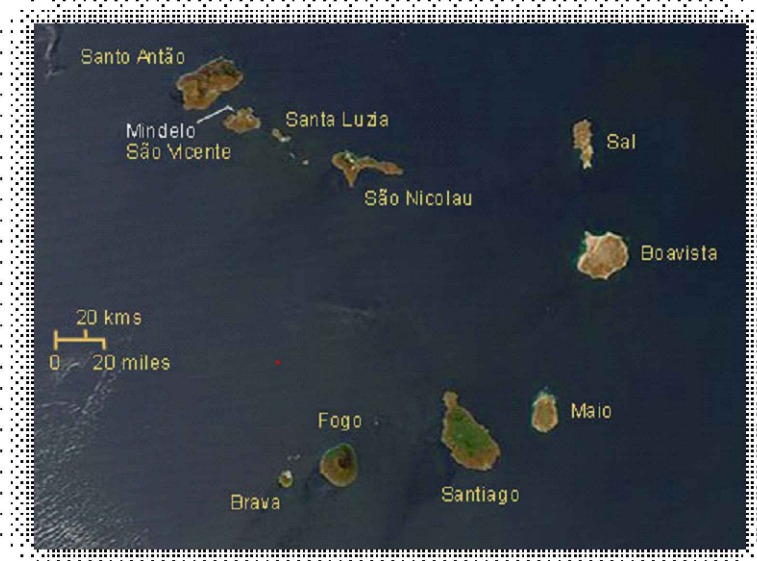 Santo Antão
Santa Luzia
Mindelo
São Vicente
Sal
São Nicolau
Boavista
20 kms
0 20 miles
Maio
Fogo
Santiago
Brava